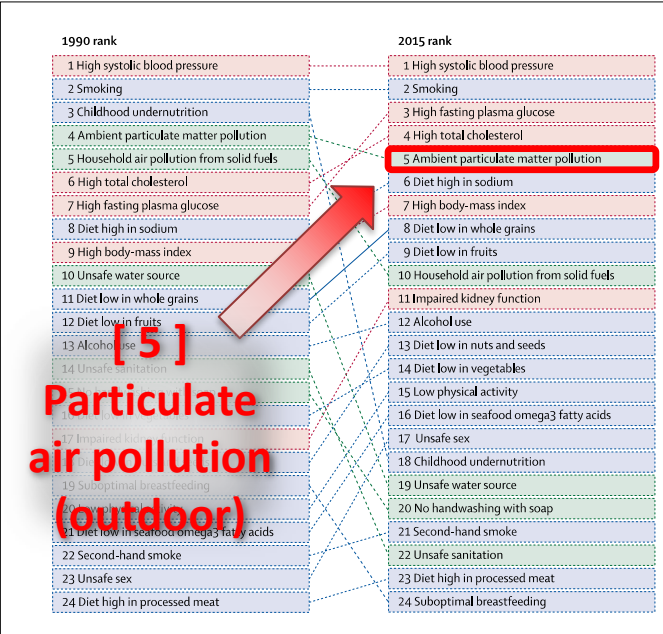 1990 rank
1 High systolic blood pressure
2 Smoking
3 Childhood undernutrition
4 Ambient particulate matter pollution
5 Household air pollution from solid fuels
6 High total cholesterol
7 High fasting plasma glucose
8 Diet high in sodium
9 High body-mass index
10 Unsafe water source
11 Diet low in whole grains
12 Diet low in fruits
13 Alcohol use
14 Unsafe sanitation
17 Impaired kidney function
19 Suboptimal breastfeeding
20 Low physical activity
21 Diet low in seafood omega3 fatty acids
22 Second-hand smoke
23 Unsafe sex
24 Diet high in processed meat
[ 5 ]
Particulate
air pollution
(outdoor)
2015 rank
1 High systolic blood pressure
2 Smoking
3 High fasting plasma glucose
4 High total cholesterol
5 Ambient particulate matter pollution
6 Diet high in sodium
7 High body-mass index
8 Diet low in whole grains
9 Diet low in fruits
10 Household air pollution from solid fuels
11 Impaired kidney function
12 Alcohol use
13 Diet low in nuts and seeds
14 Diet low in vegetables
15 Low physical activity
16 Diet low in seafood omega3 fatty acids
17 Unsafe sex
18 Childhood undernutrition
19 Unsafe water source
20 No handwashing with soap
21 Second-hand smoke
22 Unsafe sanitation
23 Diet high in processed meat
24 Suboptimal breastfeeding